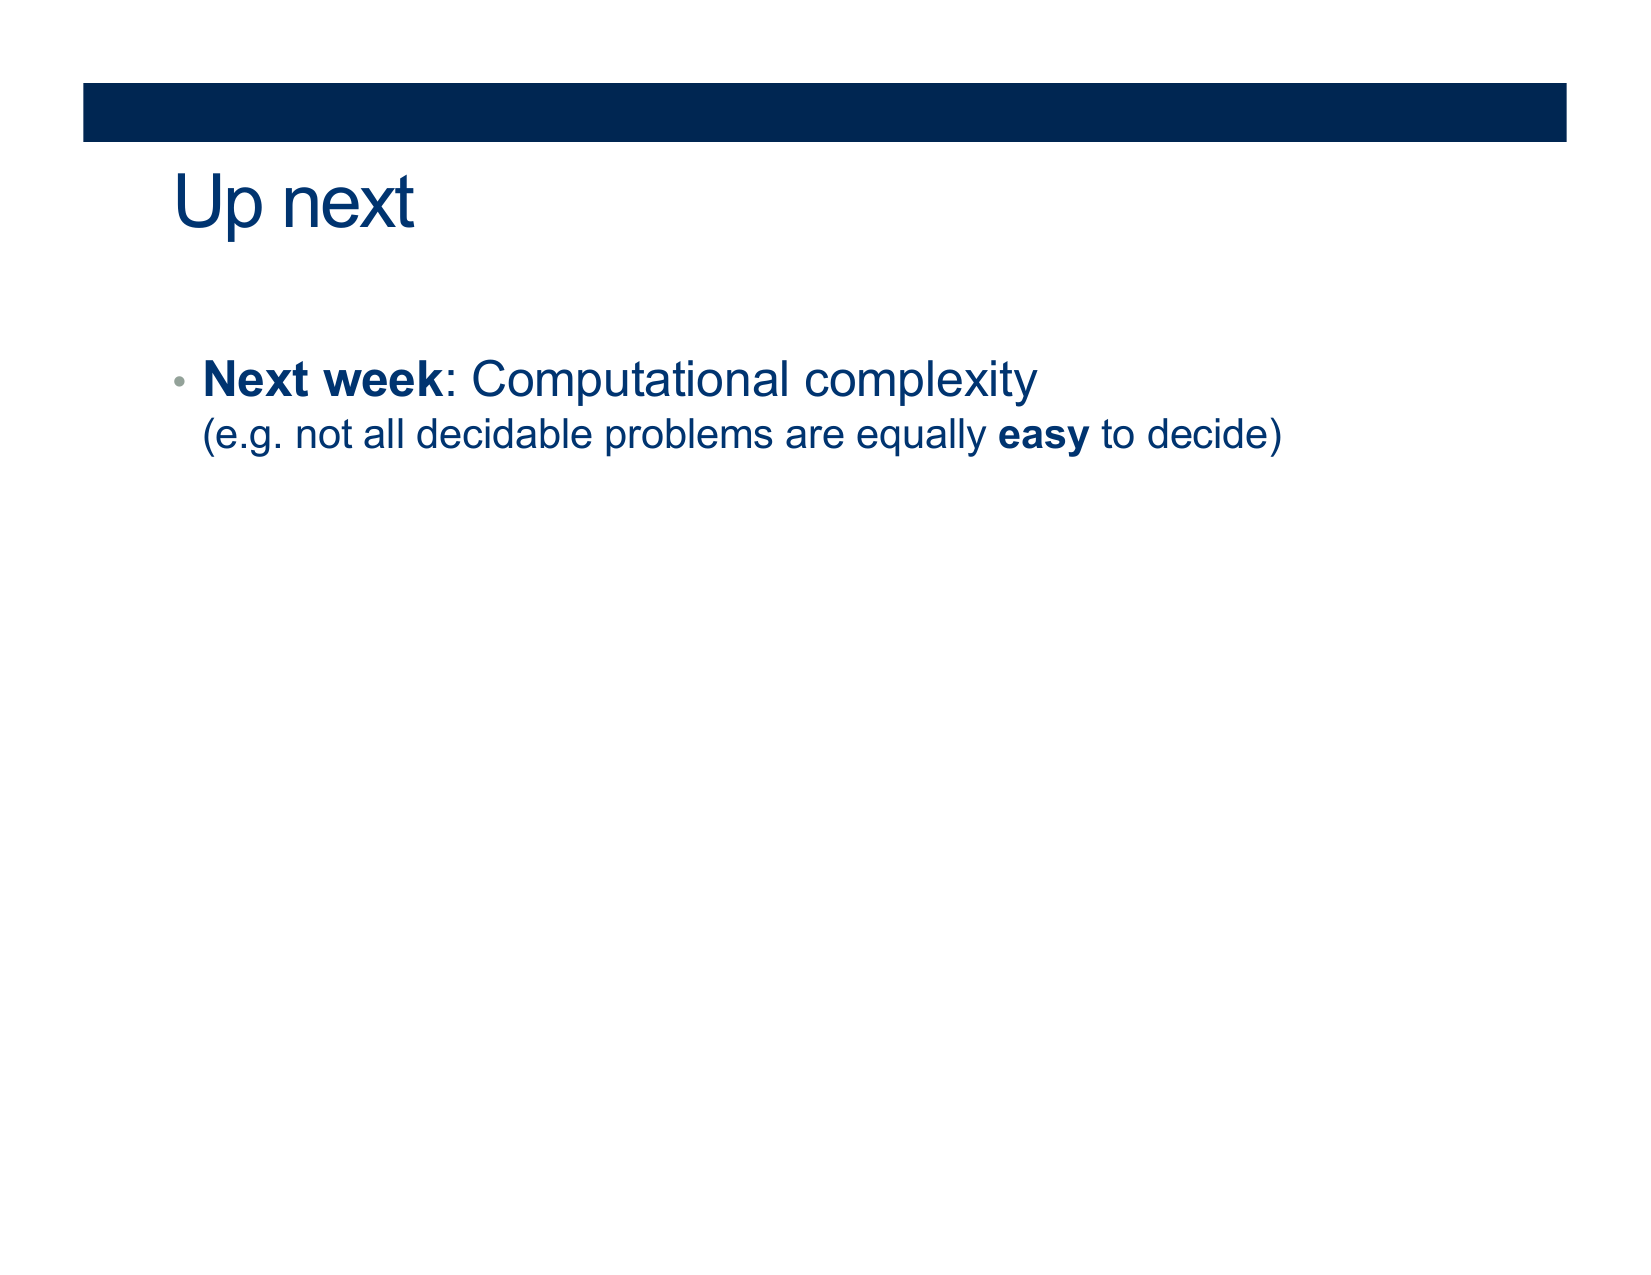 Up next
• Next week: Computational complexity
(e.g. not all decidable problems are equally easy to decide)